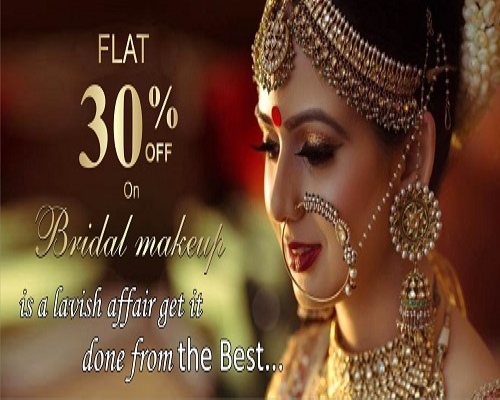 FLAT
30% OFF
On
Bridal makeup
is a lavish affair get it
done from the Best...